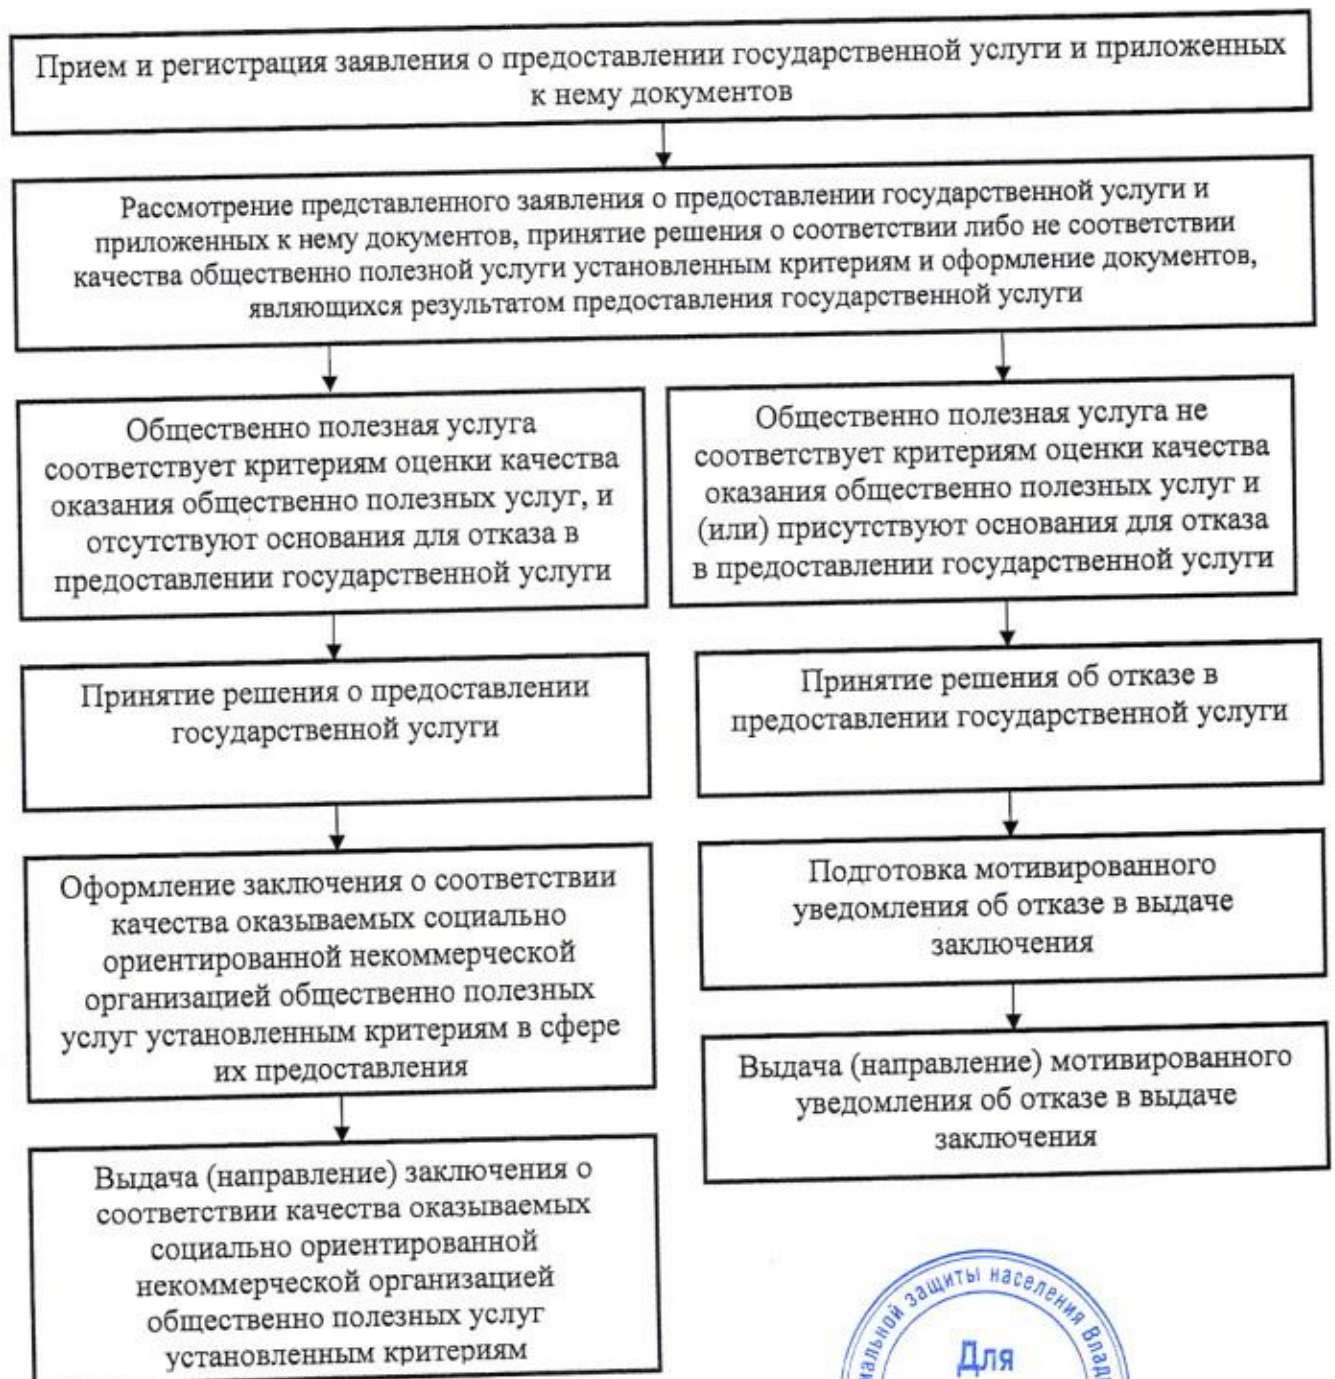 Прием и регистрация заявления о предоставлении государственной услуги и приложенных
к нему документов
Рассмотрение представленного заявления о предоставлении государственной услуги и
приложенных к нему документов, принятие решения о соответствии либо не соответствии
качества общественно полезной услуги установленным критериям и оформление документов,
являющихся результатом предоставления государственной услуги
Общественно полезная услуга
соответствует критериям оценки качества
оказания общественно полезных услуг, и
отсутствуют основания для отказа в
предоставлении государственной услуги
Общественно полезная услуга не
соответствует критериям оценки качества
оказания общественно полезных услуг и
(или) присутствуют основания для отказа
в предоставлении государственной услуги
Принятие решения о предоставлении
государственной услуги
Принятие решения об отказе в
предоставлении государственной услуги
Оформление заключения о соответствии
качества оказываемых социально
ориентированной некоммерческой
организацией общественно полезных
услуг установленным критериям в сфере
их предоставления
Подготовка мотивированного
уведомления об отказе в выдаче
заключения
Выдача (направление) мотивированного
уведомления об отказе в выдаче
заключения
Выдача (направление) заключения о
соответствии качества оказываемых
социально ориентированной
некоммерческой организацией
общественно полезных услуг
установленным критериям
защиты населения
Для